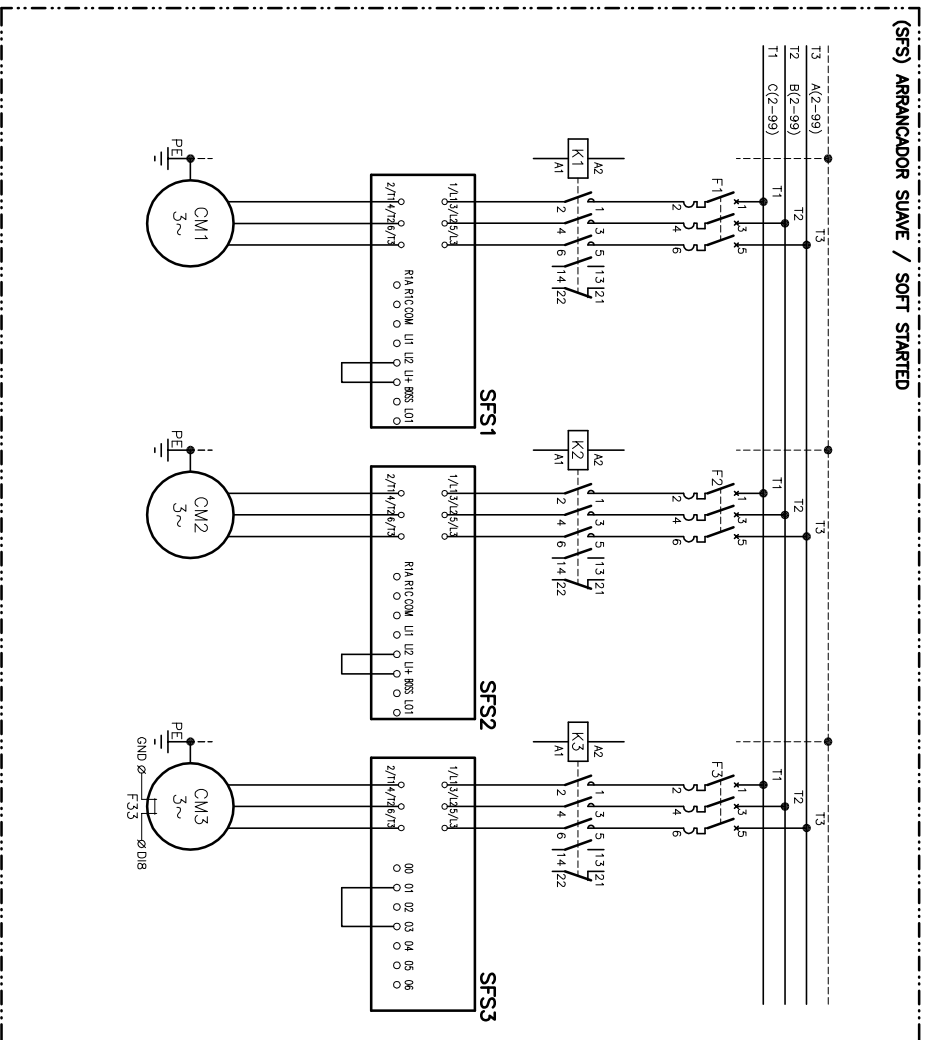 (SFS) ARRANCADOR SUAVE / SOFT STARTED
T3 A(2-99)
T2 B(2-99)
T1 C(2-99)
T1 T2 T3
F1
1 3 5
2 4 6
K1
A2
A1
1 3 5 13 21
2 4 6 14 22
SFS1
1/L1 3/L2 5/L3
2/T1 4/T2 6/T3
R1A R1C COM LI1 LI2 LI+ BOSS LO1
PE
CM1
3~
T1 T2 T3
F2
1 3 5
2 4 6
K2
A2
A1
1 3 5 13 21
2 4 6 14 22
SFS2
1/L1 3/L2 5/L3
2/T1 4/T2 6/T3
R1A R1C COM LI1 LI2 LI+ BOSS LO1
PE
CM2
3~
T1 T2 T3
F3
1 3 5
2 4 6
K3
A2
A1
1 3 5 13 21
2 4 6 14 22
SFS3
1/L1 3/L2 5/L3
2/T1 4/T2 6/T3
00 01 02 03 04 05 06
PE
CM3
3~
GND DI8
F33